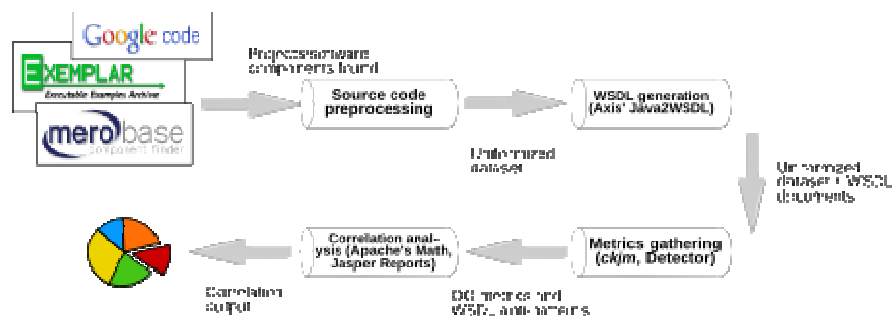 Google code
EXEMPLAR
Executable Examples Archive
merobase
component finder
Projects/software
components found
Source code
preprocessing
WSDL generation
(Axis' Java2WSDL)
Uniformized
dataset
Uniformized
dataset + WSDL
documents
Metrics gathering
(ckjm, Detector)
OO metrics and
WSDL anti-patterns
Correlation anal-
ysis (Apache's Math,
Jasper Reports)
Correlation
output